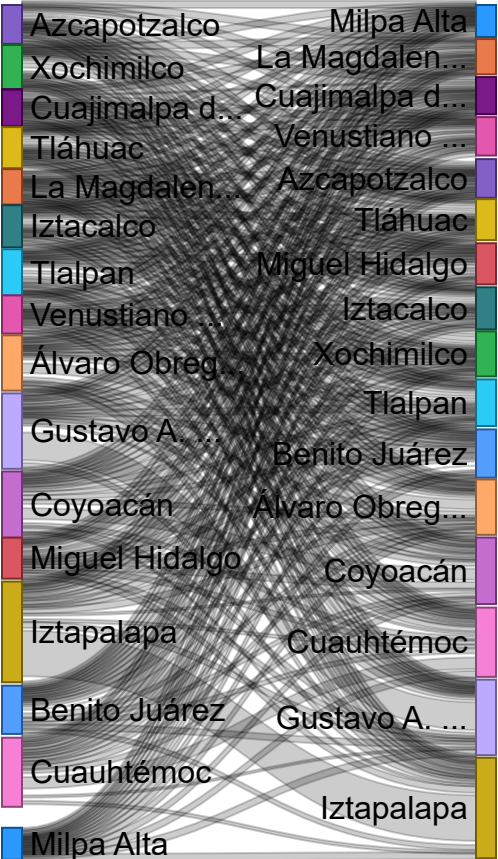 Azcapotzalco
Xochimilco
Cuajimalpa d...
Tláhuac
La Magdalen...
Iztacalco
Tlalpan
Venustiano ...
Álvaro Obreg...
Gustavo A. ...
Coyoacán
Miguel Hidalgo
Iztapalapa
Benito Juárez
Cuauhtémoc
Milpa Alta
Milpa Alta
La Magdalen...
Cuajimalpa d...
Venustiano ...
Azcapotzalco
Tláhuac
Miguel Hidalgo
Iztacalco
Xochimilco
Tlalpan
Benito Juárez
Álvaro Obreg...
Coyoacán
Cuauhtémoc
Gustavo A. ...
Iztapalapa